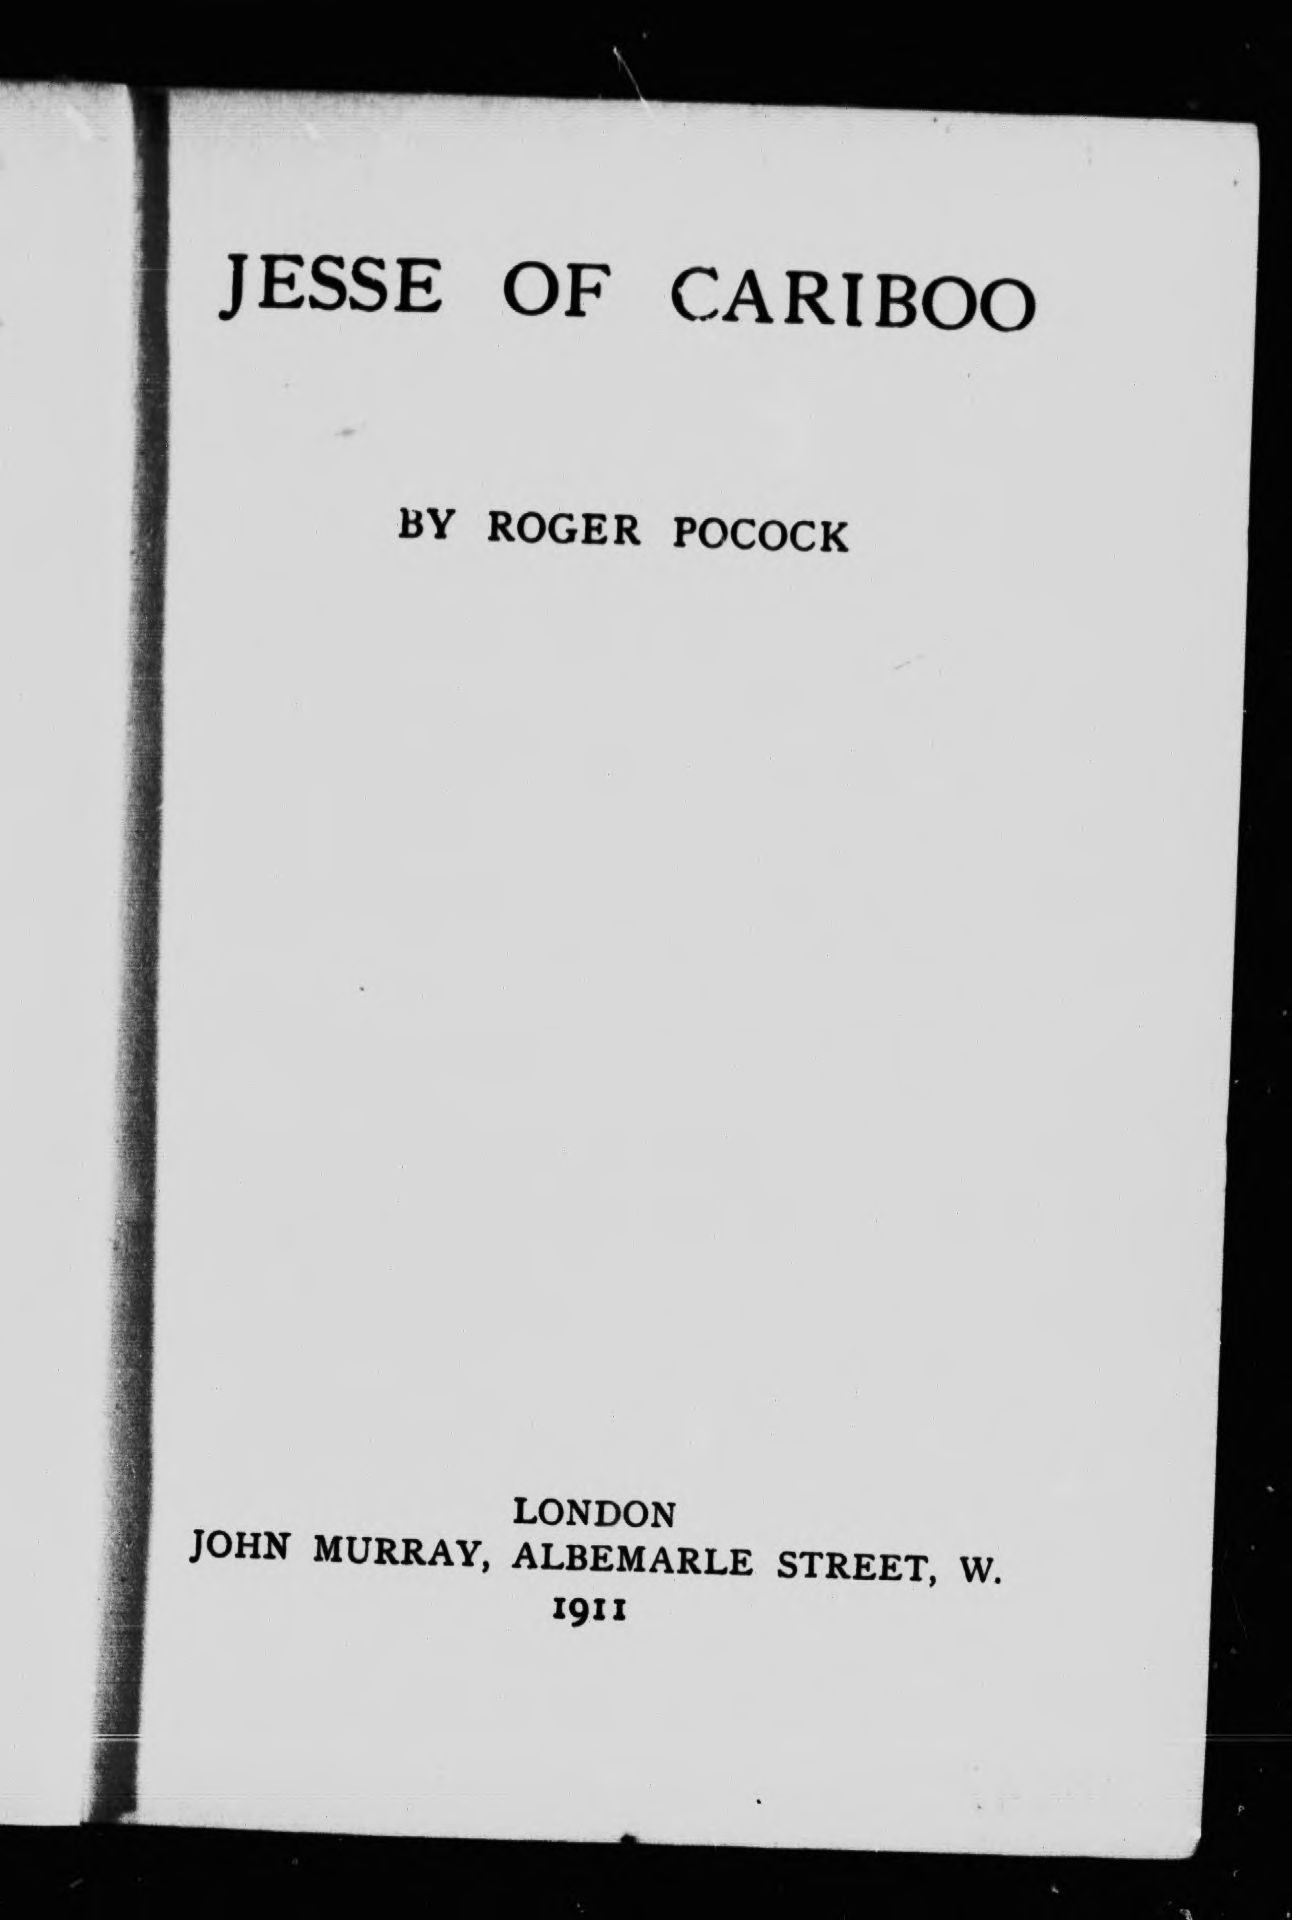 JESSE OF CARIBOO
BY ROGER POCOCK
LONDON
JOHN MURRAY, ALBEMARLE STREET, W.
1911